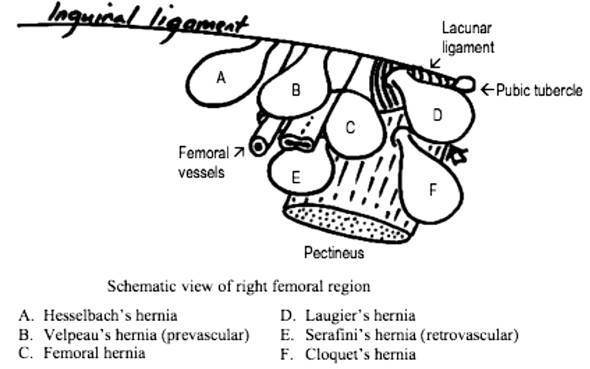 Inguinal ligament
Lacunar
ligament
A
B
←Pubic tubercle
D
C
Femoral ↗
vessels
E
F
Pectineus
Schematic view of right femoral region
A. Hesselbach's hernia
B. Velpeau's hernia (prevascular)
C. Femoral hernia
D. Laugier's hernia
E. Serafini's hernia (retrovascular)
F. Cloquet's hernia